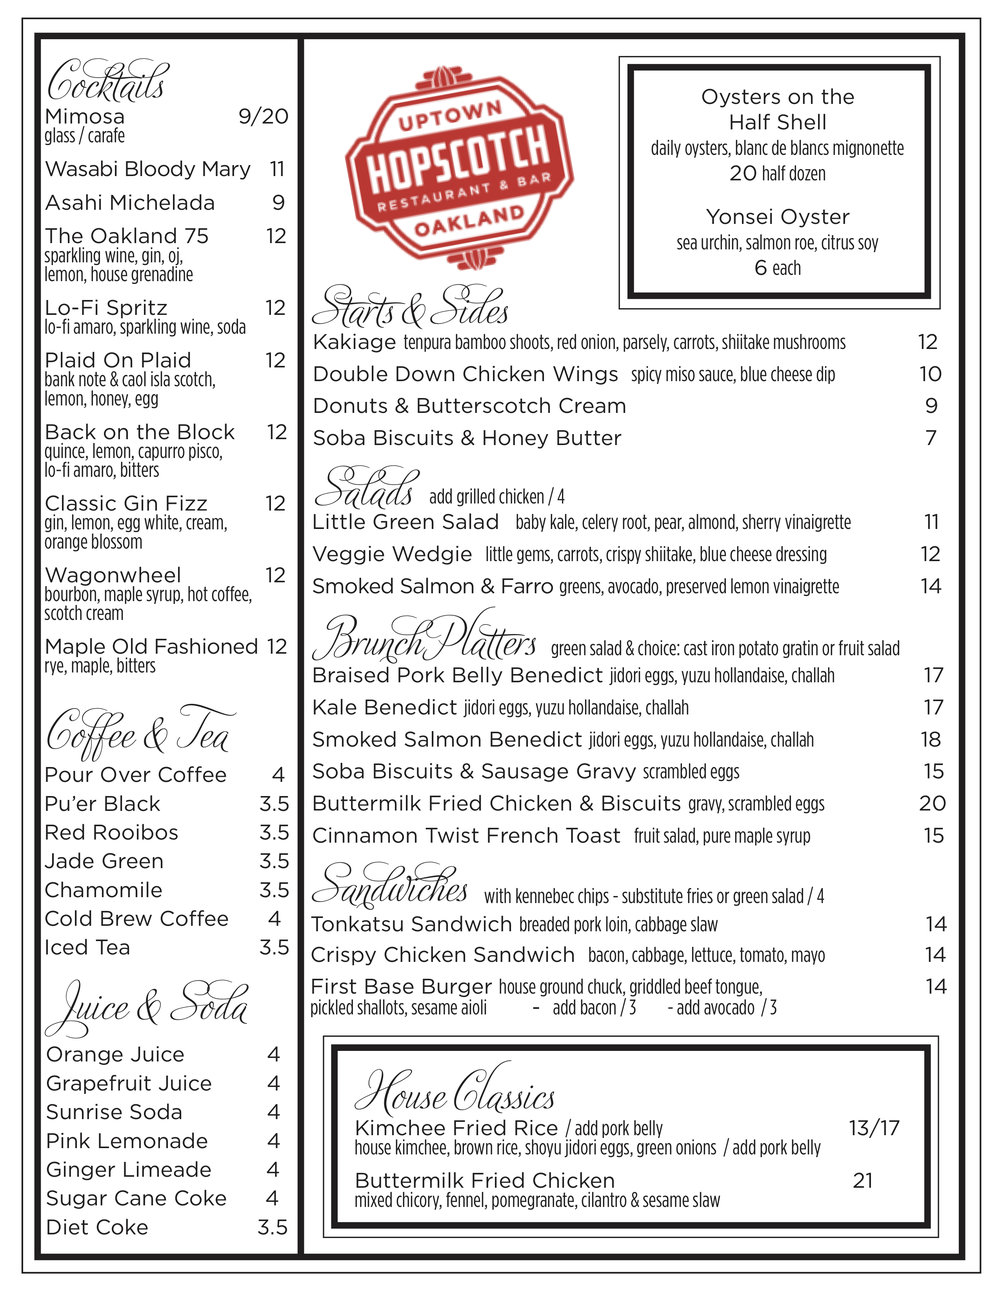 Cocktails
Mimosa 9/20
glass / carafe
Wasabi Bloody Mary 11
Asahi Michelada 9
The Oakland 75 12
sparkling wine, gin, oj,
lemon, house grenadine
Lo-Fi Spritz 12
lo-fi amaro, sparkling wine, soda
Plaid On Plaid 12
bank note & caol isla scotch,
lemon, honey, egg
Back on the Block 12
quince, lemon, capurro pisco,
lo-fi amaro, bitters
Classic Gin Fizz 12
gin, lemon, egg white, cream,
orange blossom
Wagonwheel 12
bourbon, maple syrup, hot coffee,
scotch cream
Maple Old Fashioned 12
rye, maple, bitters
Coffee & Tea
Pour Over Coffee 4
Pu'er Black 3.5
Red Rooibos 3.5
Jade Green 3.5
Chamomile 3.5
Cold Brew Coffee 4
Iced Tea 3.5
Juice & Soda
Orange Juice 4
Grapefruit Juice 4
Sunrise Soda 4
Pink Lemonade 4
Ginger Limeade 4
Sugar Cane Coke 4
Diet Coke 3.5
UPTOWN
HOPSCOTCH
RESTAURANT & BAR
OAKLAND
Oysters on the
Half Shell
daily oysters, blanc de blancs mignonette
20 half dozen
Yonsei Oyster
sea urchin, salmon roe, citrus soy
6 each
Starts & Sides
Kakiage tenpura bamboo shoots, red onion, parsely, carrots, shiitake mushrooms 12
Double Down Chicken Wings spicy miso sauce, blue cheese dip 10
Donuts & Butterscotch Cream 9
Soba Biscuits & Honey Butter 7
Salads add grilled chicken / 4
Little Green Salad baby kale, celery root, pear, almond, sherry vinaigrette 11
Veggie Wedgie little gems, carrots, crispy shiitake, blue cheese dressing 12
Smoked Salmon & Farro greens, avocado, preserved lemon vinaigrette 14
Brunch Platters green salad & choice: cast iron potato gratin or fruit salad
Braised Pork Belly Benedict jidori eggs, yuzu hollandaise, challah 17
Kale Benedict jidori eggs, yuzu hollandaise, challah 17
Smoked Salmon Benedict jidori eggs, yuzu hollandaise, challah 18
Soba Biscuits & Sausage Gravy scrambled eggs 15
Buttermilk Fried Chicken & Biscuits gravy, scrambled eggs 20
Cinnamon Twist French Toast fruit salad, pure maple syrup 15
Sandwiches with kennebec chips - substitute fries or green salad / 4
Tonkatsu Sandwich breaded pork loin, cabbage slaw 14
Crispy Chicken Sandwich bacon, cabbage, lettuce, tomato, mayo 14
First Base Burger house ground chuck, griddled beef tongue, 14
pickled shallots, sesame aioli - add bacon / 3 - add avocado / 3
House Classics
Kimchee Fried Rice / add pork belly 13/17
house kimchee, brown rice, shoyu jidori eggs, green onions / add pork belly
Buttermilk Fried Chicken 21
mixed chicory, fennel, pomegranate, cilantro & sesame slaw